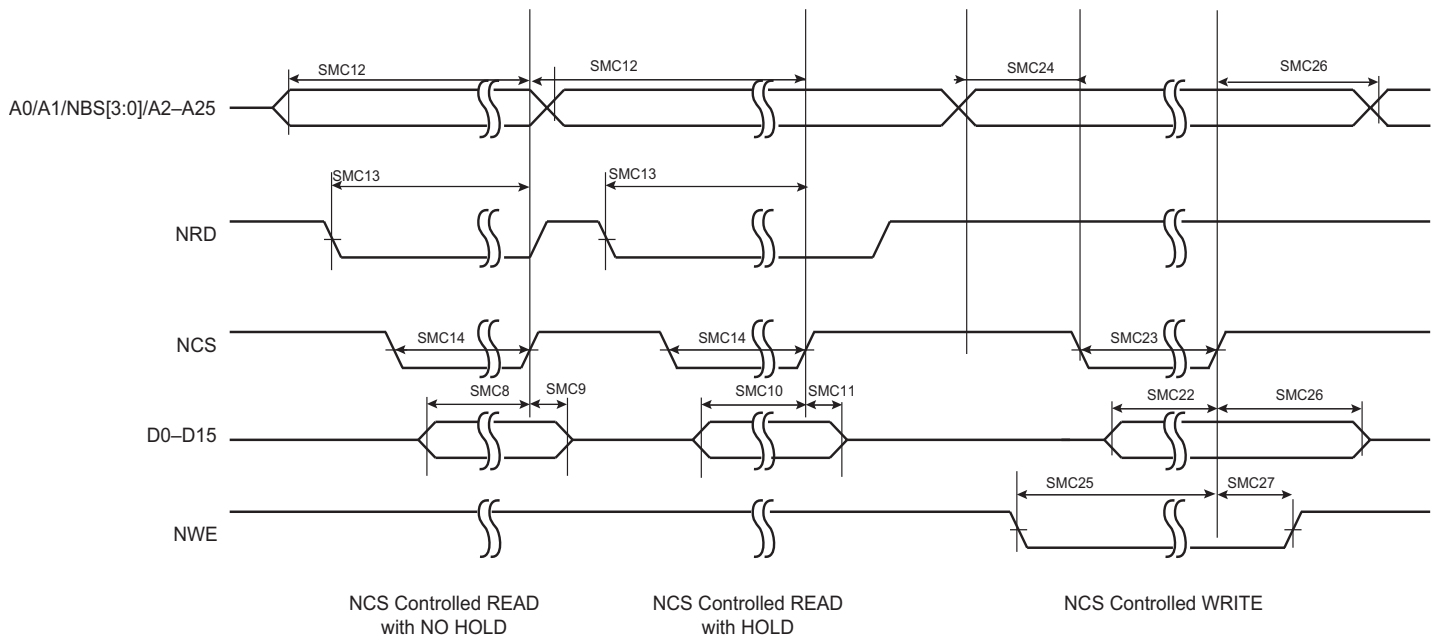 SMC12
SMC12
SMC24
SMC26
A0/A1/NBS[3:0]/A2–A25
SMC13
SMC13
NRD
SMC14
SMC14
SMC23
NCS
SMC8
SMC9
SMC10
SMC11
SMC22
SMC26
D0–D15
SMC25
SMC27
NWE
NCS Controlled READ
with NO HOLD
NCS Controlled READ
with HOLD
NCS Controlled WRITE